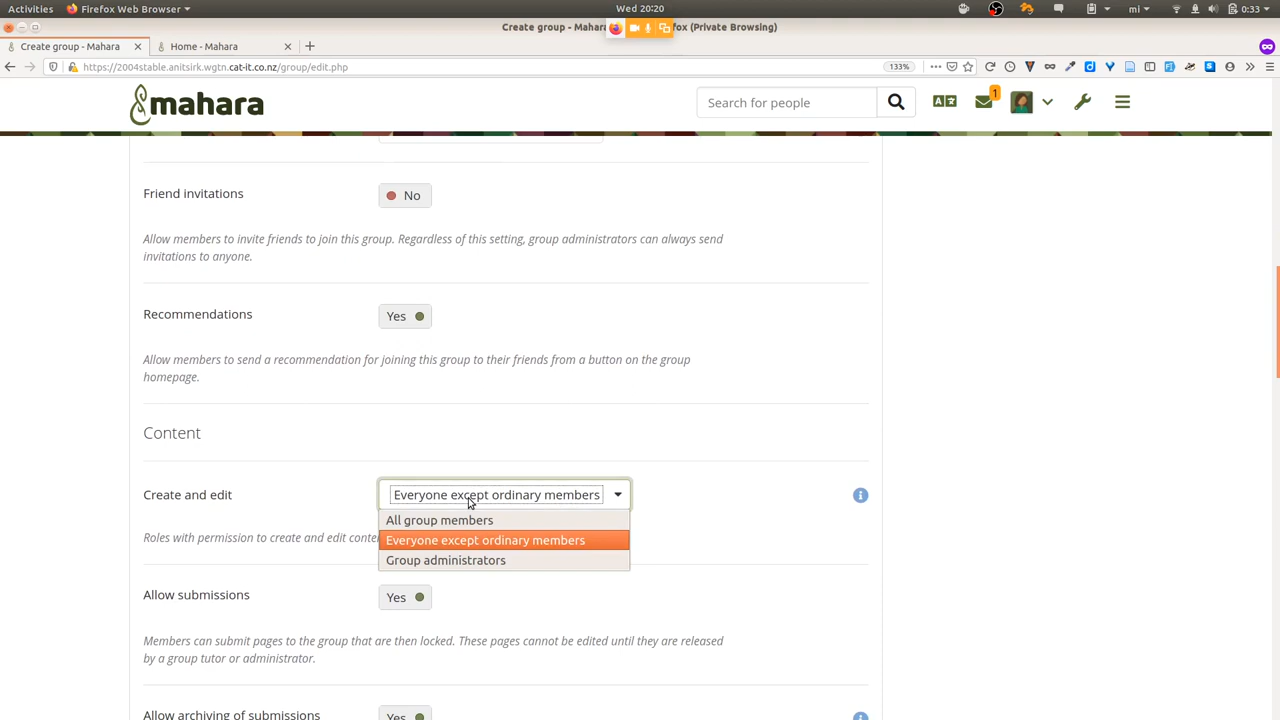 Activities
Firefox Web Browser
Wed 20:20
mi
0:33
Create group - Mahara
fox (Private Browsing)
Create group - Mahara
Home - Mahara
https://2004stable.anitsirk.wgtn.cat-it.co.nz/group/edit.php
133%
mahara
Search for people
1
Friend invitations
No
Allow members to invite friends to join this group. Regardless of this setting, group administrators can always send
invitations to anyone.
Recommendations
Yes
Allow members to send a recommendation for joining this group to their friends from a button on the group
homepage.
Content
Create and edit
Everyone except ordinary members
All group members
Roles with permission to create and edit conte
Everyone except ordinary members
Group administrators
Allow submissions
Yes
Members can submit pages to the group that are then locked. These pages cannot be edited until they are released
by a group tutor or administrator.
Allow archiving of submissions
Yes